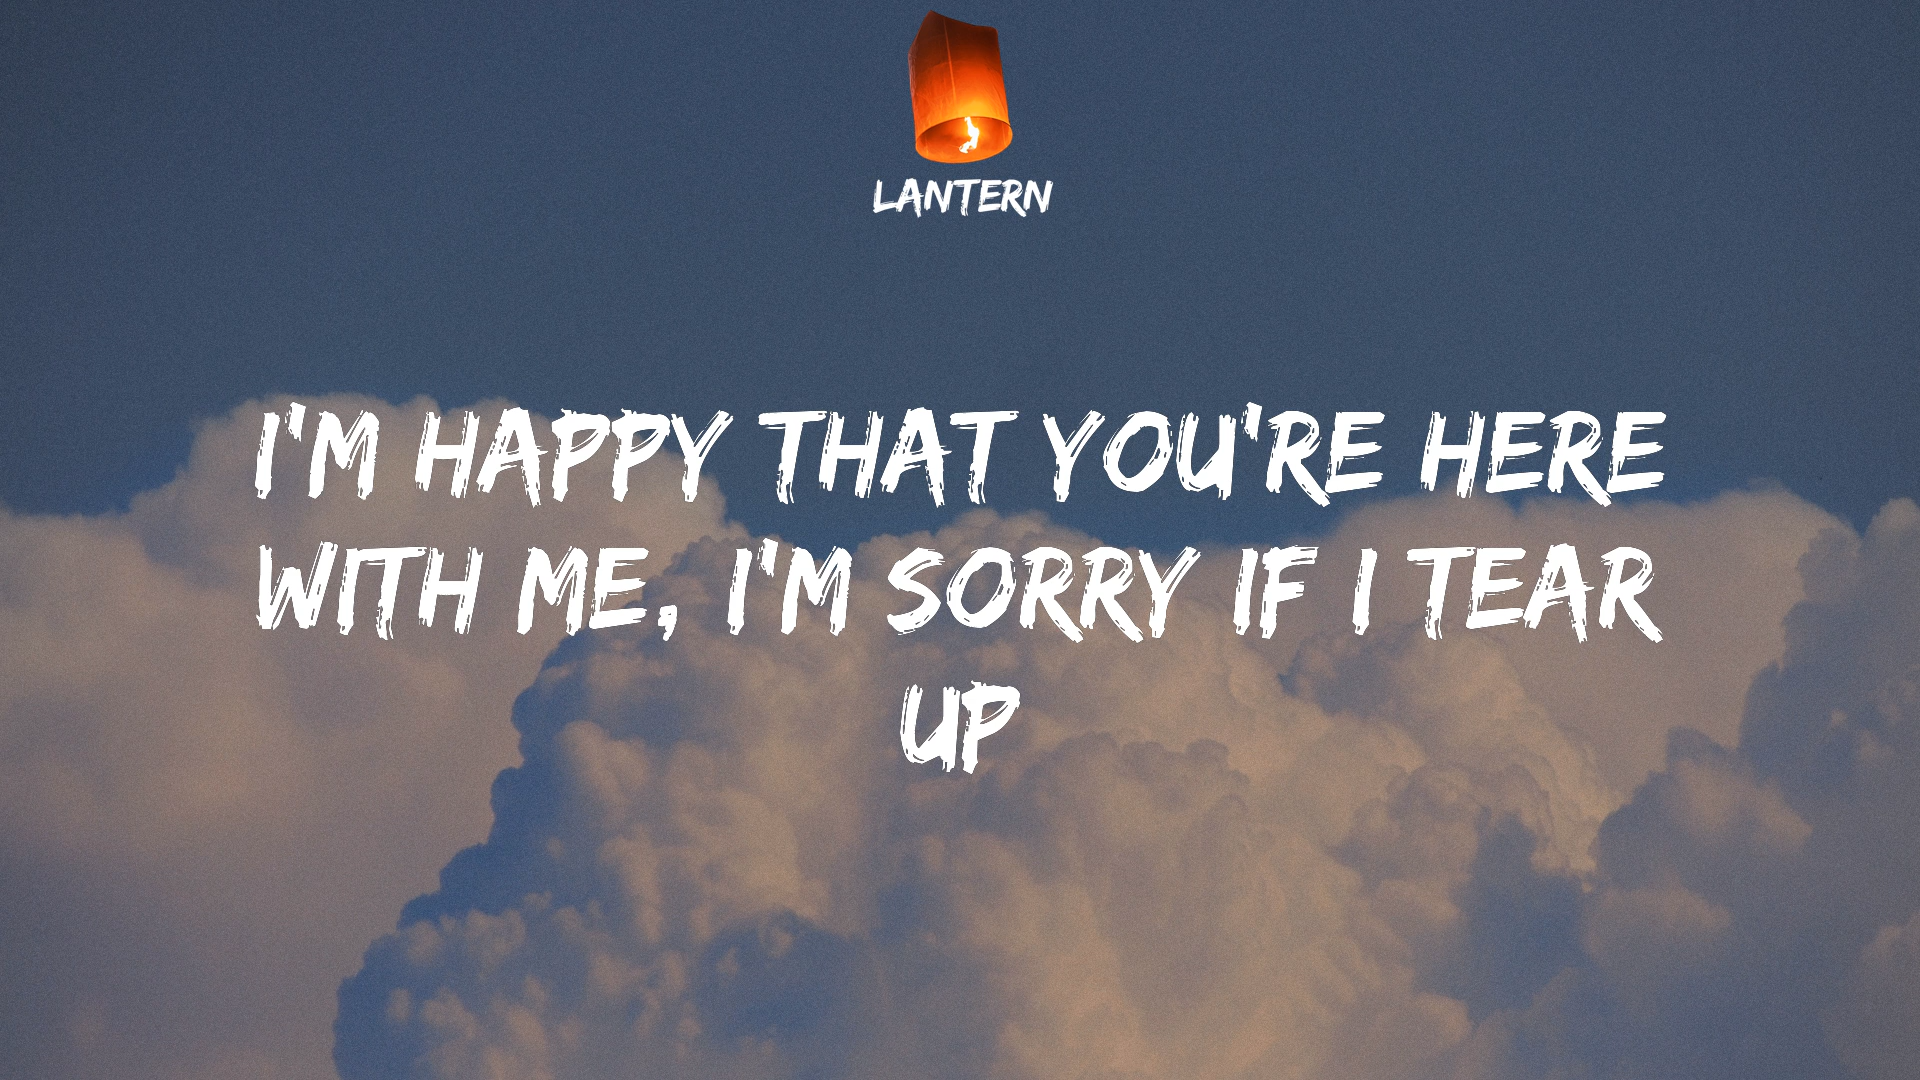 LANTERN
I'M HAPPY THAT YOU'RE HERE
WITH ME, I'M SORRY IF I TEAR
UP